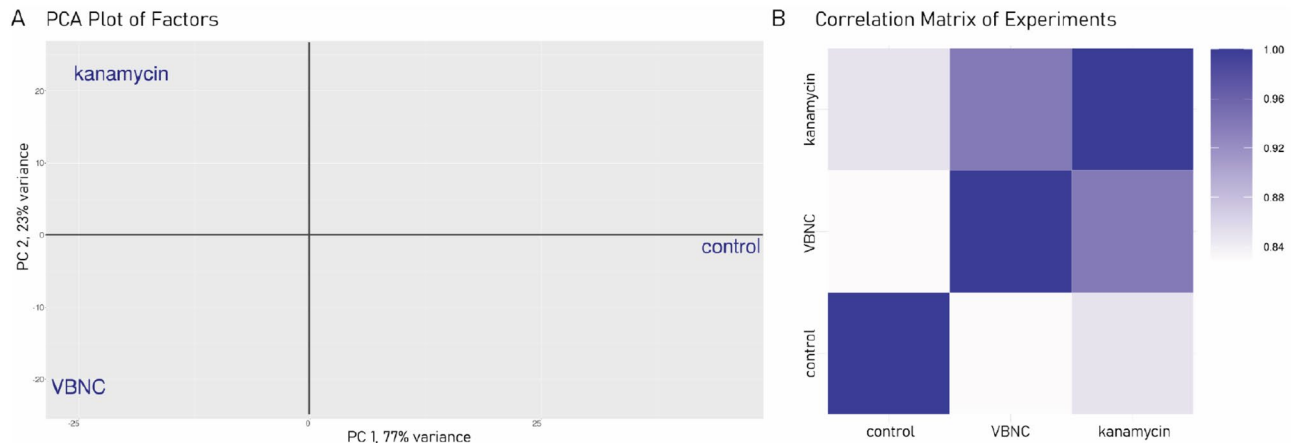 A PCA Plot of Factors
kanamycin
20
10
0
-10
-20
control
VBNC
-25
0
25
PC 2, 23% variance
PC 1, 77% variance
B Correlation Matrix of Experiments
kanamycin
VBNC
control
control
VBNC
kanamycin
1.00
0.96
0.92
0.88
0.84